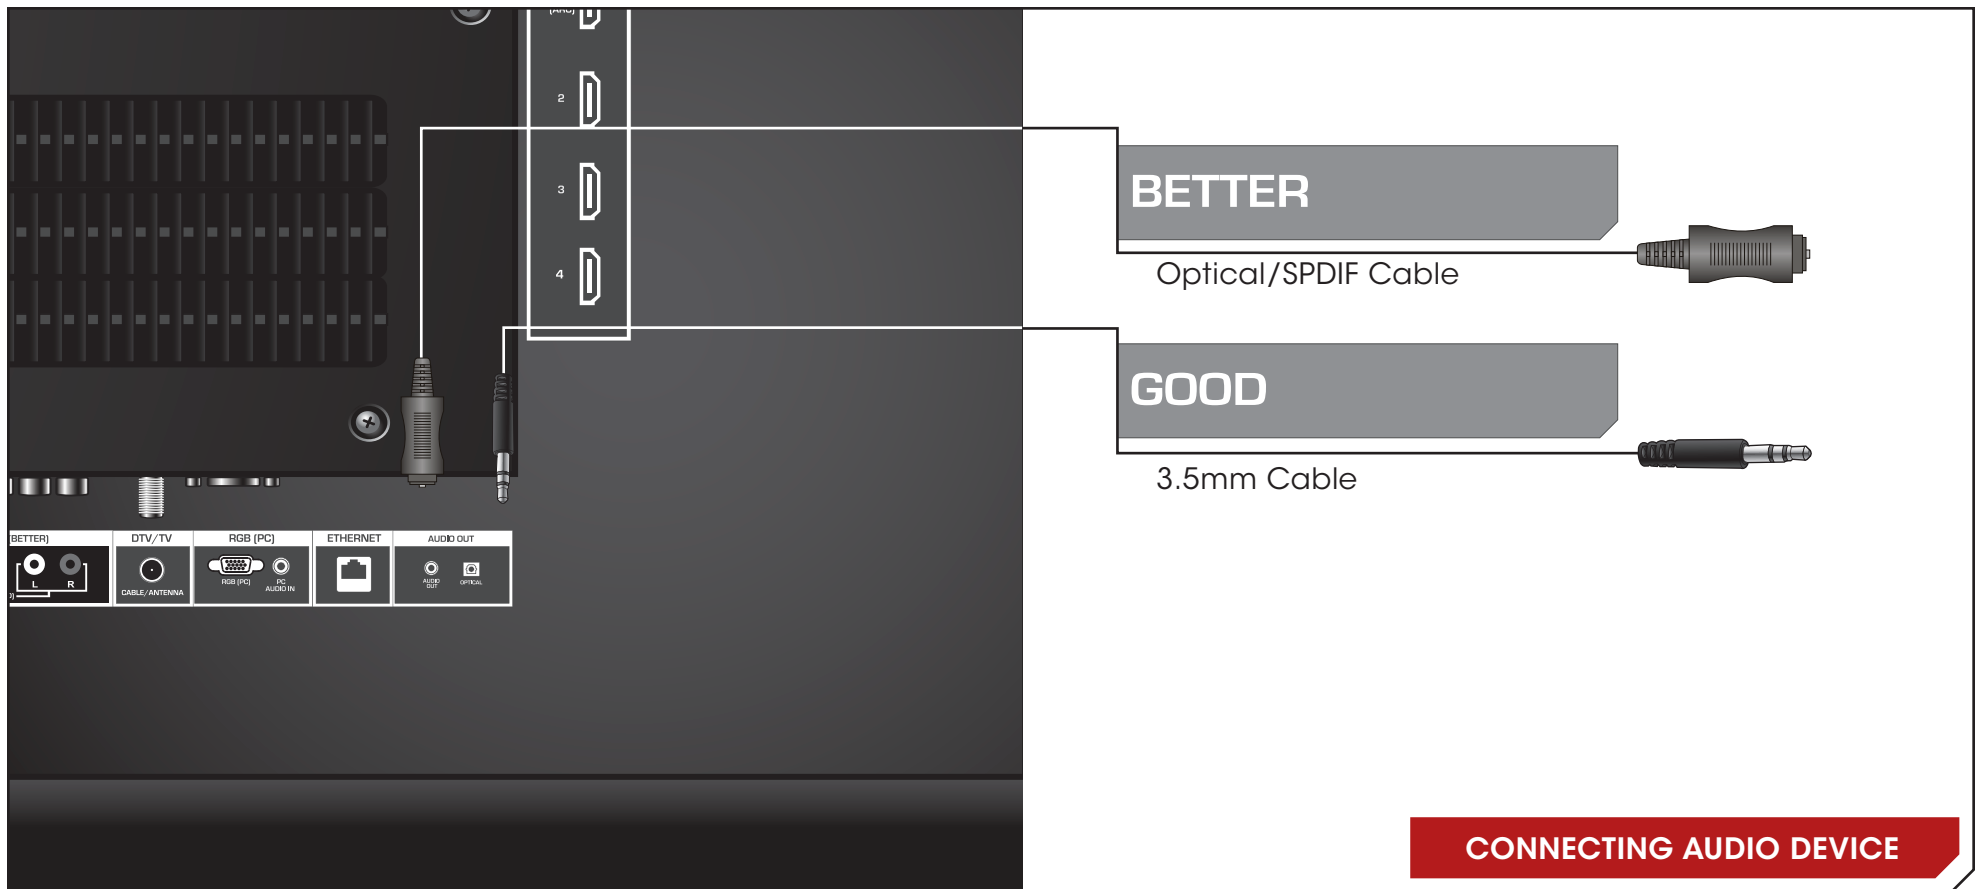 (ARC)
2
3
4
BETTER
Optical/SPDIF Cable
GOOD
3.5mm Cable
BETTER)
DTV/TV
RGB (PC)
ETHERNET
AUDIO OUT
L
R
CABLE/ANTENNA
RGB (PC)
PC
AUDIO IN
AUDIO
OUT
OPTICAL
CONNECTING AUDIO DEVICE